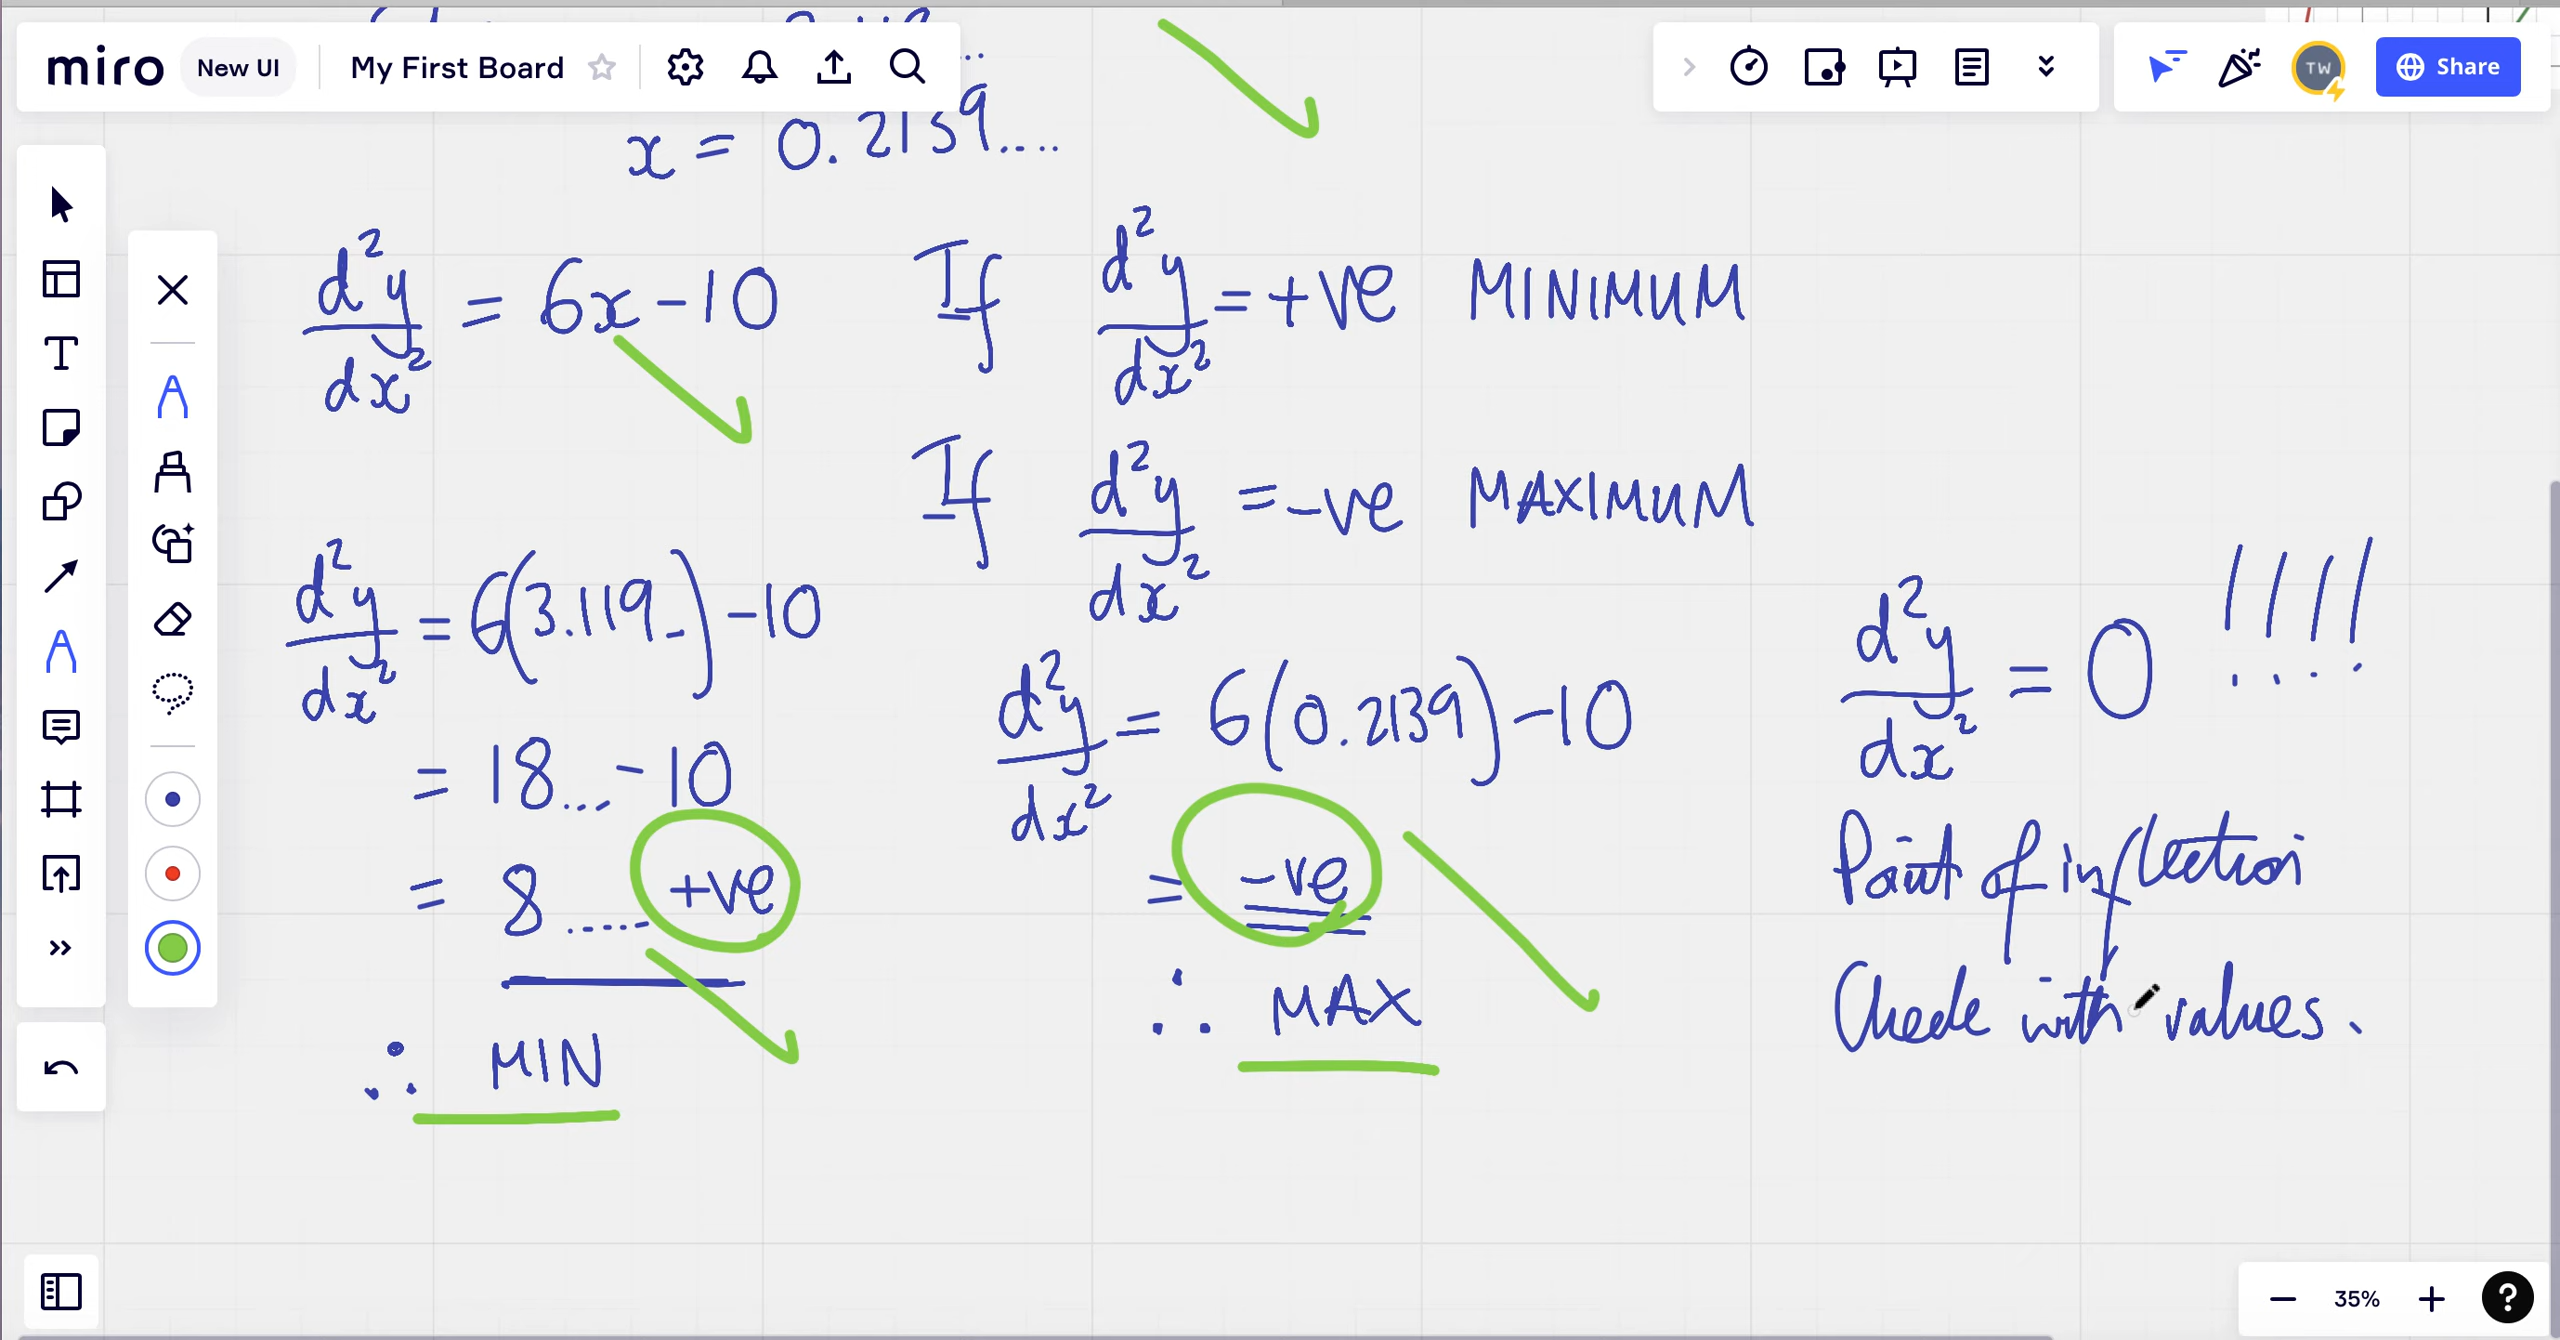 miro New UI My First Board
Share
TW
x = 0.2139....
d²y/dx² = 6x - 10
If d²y/dx² = +ve MINIMUM
If d²y/dx² = -ve MAXIMUM
d²y/dx² = 6(3.119..) - 10
= 18... - 10
= 8...... +ve
∴ MIN
d²y/dx² = 6(0.2139) - 10
= -ve
∴ MAX
d²y/dx² = 0 !!!!
Point of inflection
Check with values.
35%